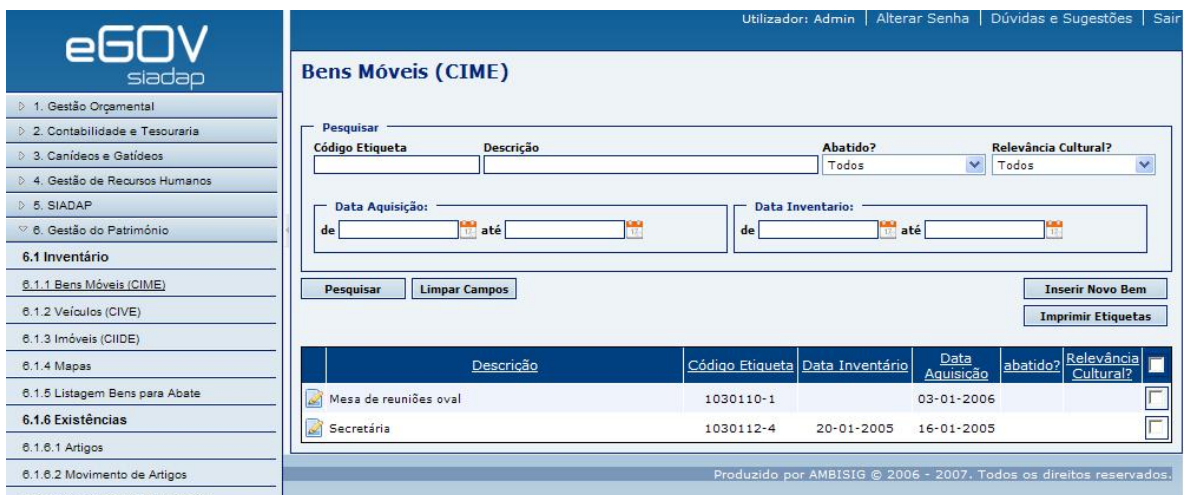 Utilizador: Admin | Alterar Senha | Dúvidas e Sugestões | Sair
eGOV
siadap
1. Gestão Orçamental
2. Contabilidade e Tesouraria
3. Canídeos e Gatídeos
4. Gestão de Recursos Humanos
5. SIADAP
6. Gestão do Património
6.1 Inventário
6.1.1 Bens Móveis (CIME)
6.1.2 Veículos (CIVE)
6.1.3 Imóveis (CIIDE)
6.1.4 Mapas
6.1.5 Listagem Bens para Abate
6.1.6 Existências
6.1.6.1 Artigos
6.1.6.2 Movimento de Artigos
Bens Móveis (CIME)
Pesquisar
Código Etiqueta Descrição Abatido? Relevância Cultural?
Todos Todos
Data Aquisição: Data Inventario:
de até de até
Pesquisar Limpar Campos Inserir Novo Bem
Imprimir Etiquetas
Descrição Código Etiqueta Data Inventário Data Aquisição abatido? Relevância Cultural?
Mesa de reuniões oval 1030110-1 03-01-2006
Secretária 1030112-4 20-01-2005 16-01-2005
Produzido por AMBISIG © 2006 - 2007. Todos os direitos reservados.